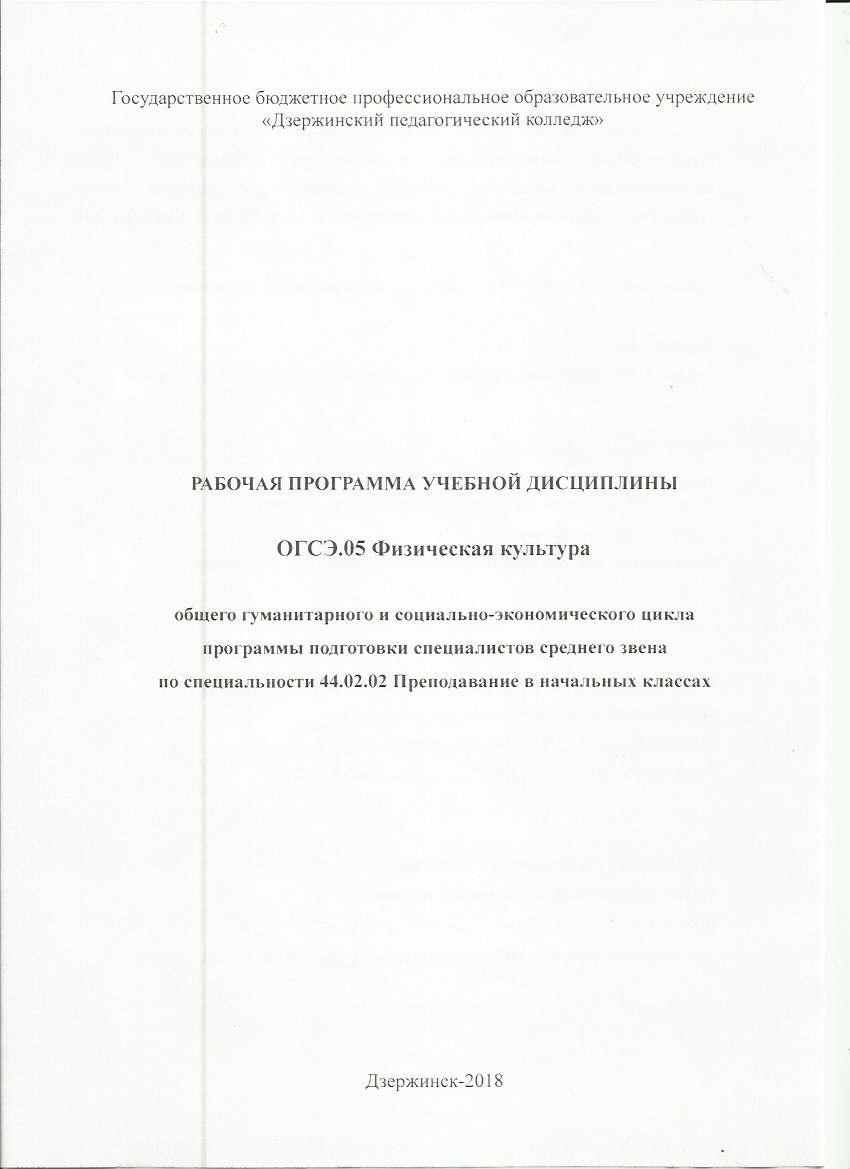 Государственное бюджетное профессиональное образовательное учреждение
«Дзержинский педагогический колледж»
РАБОЧАЯ ПРОГРАММА УЧЕБНОЙ ДИСЦИПЛИНЫ
ОГСЭ.05 Физическая культура
общего гуманитарного и социально-экономического цикла
программы подготовки специалистов среднего звена
по специальности 44.02.02 Преподавание в начальных классах
Дзержинск-2018